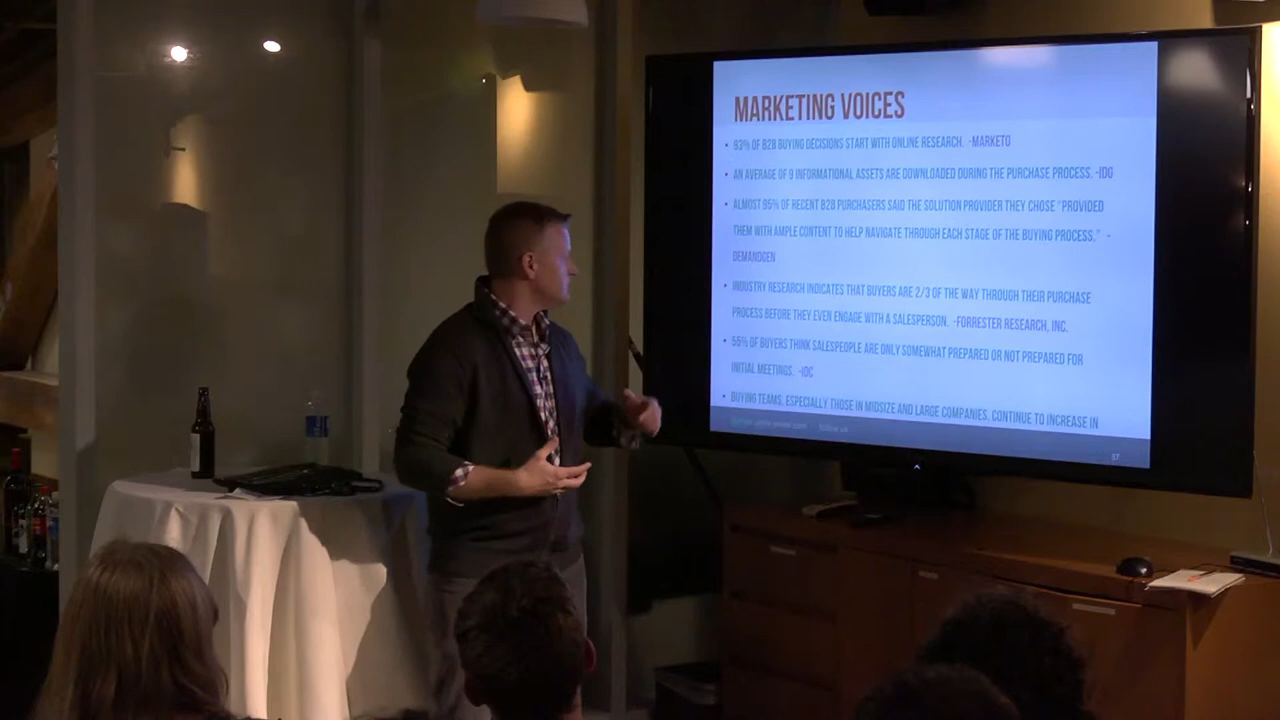 MARKETING VOICES
• 93% OF B2B BUYING DECISIONS START WITH ONLINE RESEARCH. -MARKETO
• AN AVERAGE OF 9 INFORMATIONAL ASSETS ARE DOWNLOADED DURING THE PURCHASE PROCESS. -IDG
• ALMOST 95% OF RECENT B2B PURCHASERS SAID THE SOLUTION PROVIDER THEY CHOSE "PROVIDED
THEM WITH AMPLE CONTENT TO HELP NAVIGATE THROUGH EACH STAGE OF THE BUYING PROCESS." -
DEMANDGEN
• INDUSTRY RESEARCH INDICATES THAT BUYERS ARE 2/3 OF THE WAY THROUGH THEIR PURCHASE
PROCESS BEFORE THEY EVEN ENGAGE WITH A SALESPERSON. -FORRESTER RESEARCH, INC.
• 55% OF BUYERS THINK SALESPEOPLE ARE ONLY SOMEWHAT PREPARED OR NOT PREPARED FOR
INITIAL MEETINGS. -IDC
• BUYING TEAMS, ESPECIALLY THOSE IN MIDSIZE AND LARGE COMPANIES, CONTINUE TO INCREASE IN
follow us